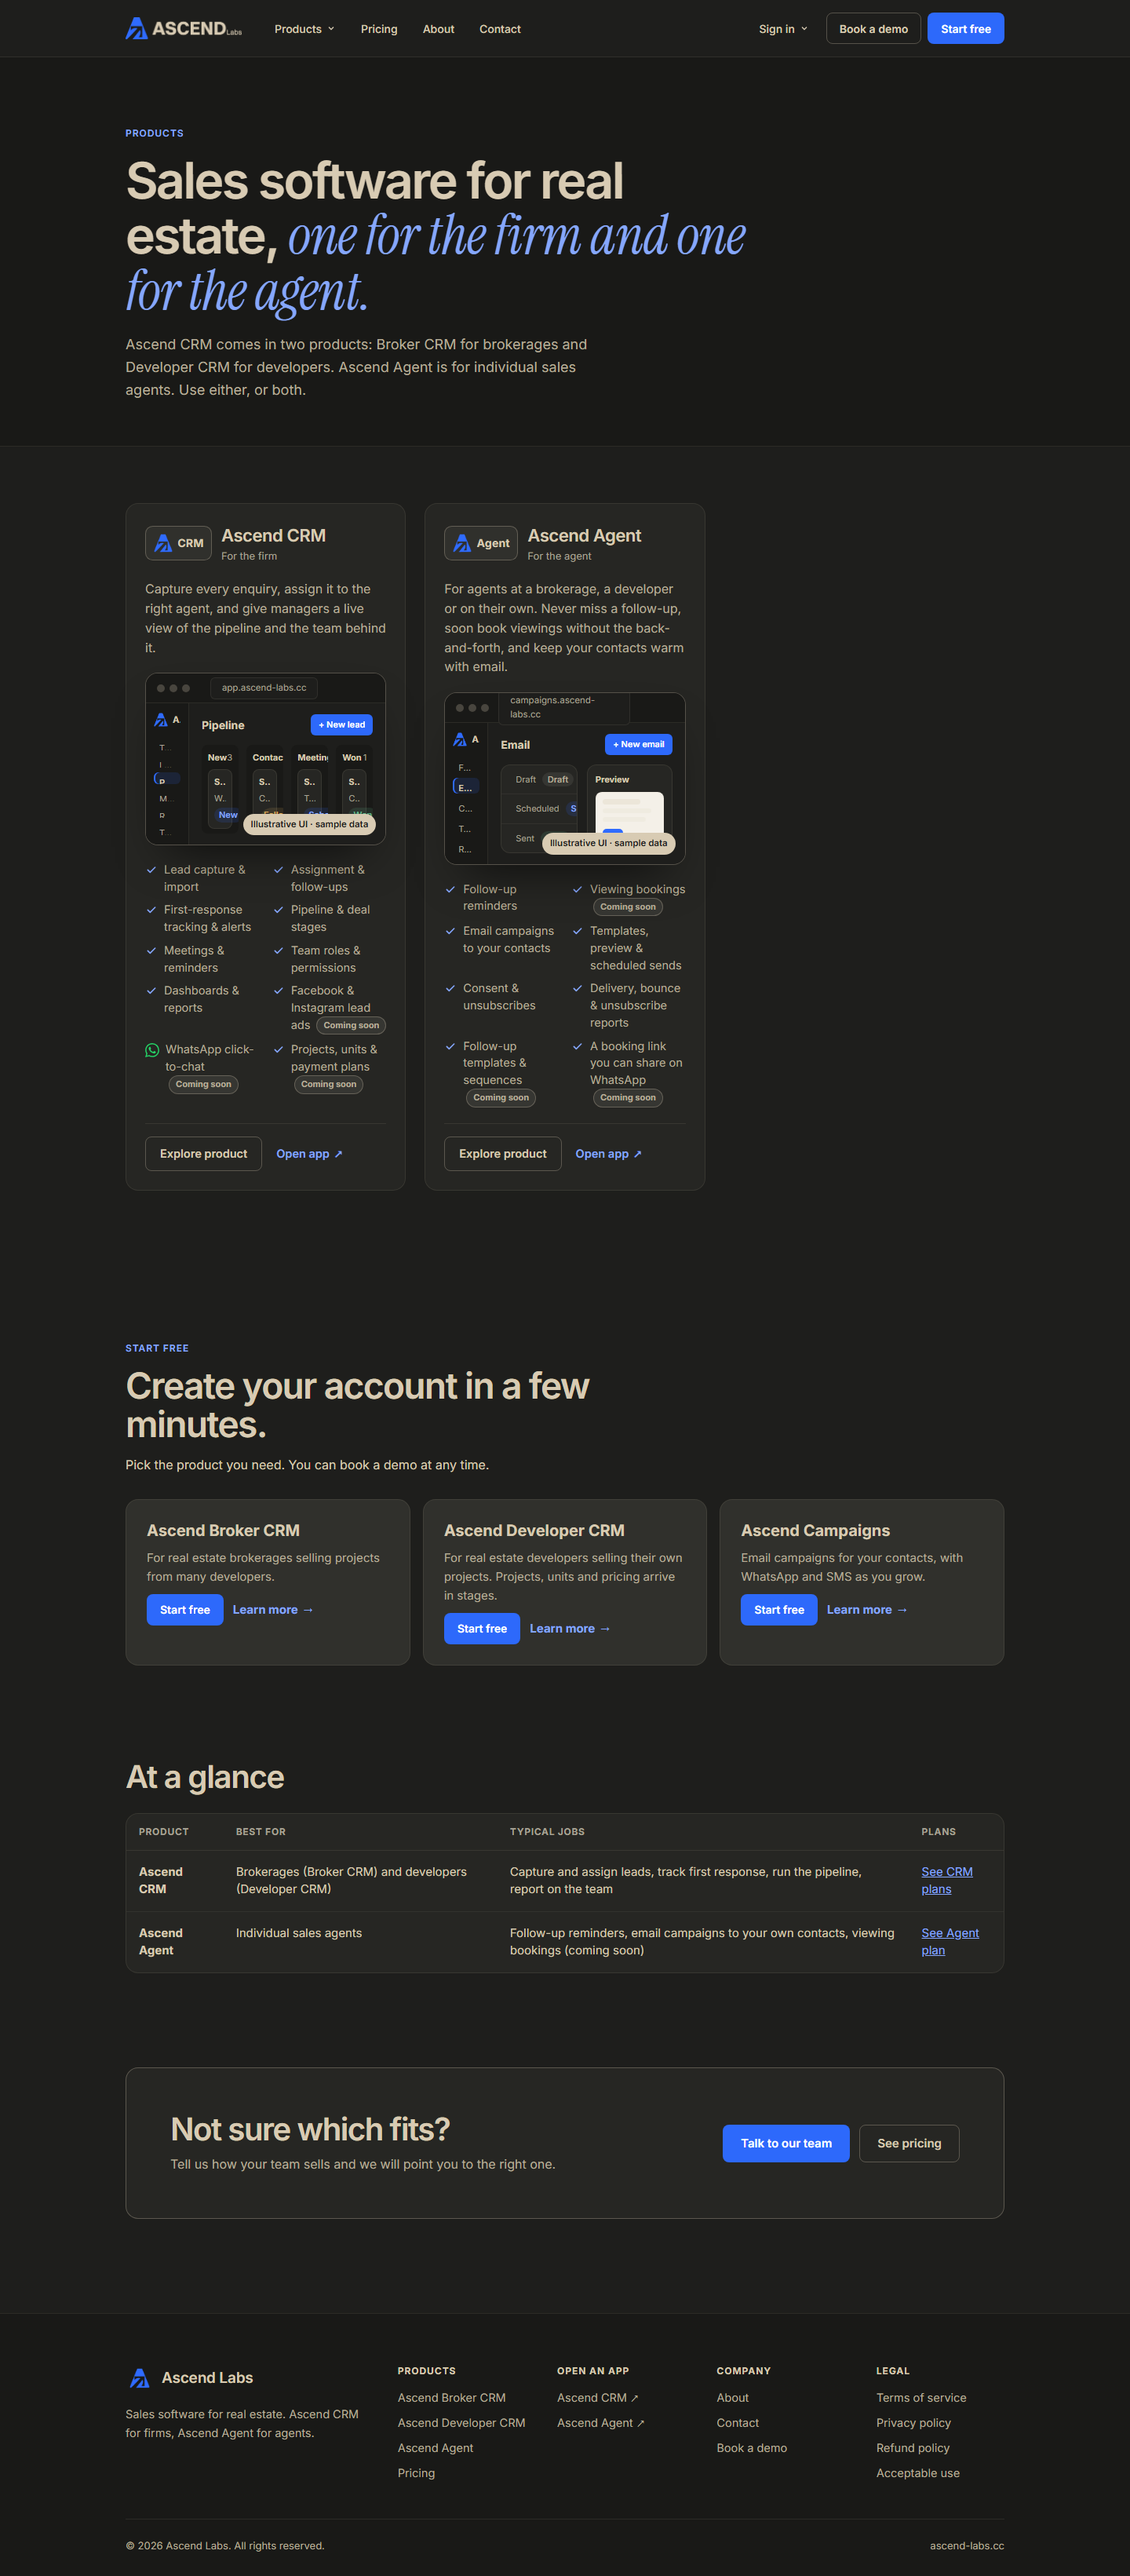 ASCEND Labs
Products
Pricing
About
Contact
Sign in
Book a demo
Start free
PRODUCTS
Sales software for real
estate, one for the firm and one
for the agent.
Ascend CRM comes in two products: Broker CRM for brokerages and
Developer CRM for developers. Ascend Agent is for individual sales
agents. Use either, or both.
CRM
Ascend CRM
For the firm
Capture every enquiry, assign it to the
right agent, and give managers a live
view of the pipeline and the team behind
it.
app.ascend-labs.cc
A
Pipeline
+ New lead
T...
New 3
Contac
Meeting
Won 1
S..
S..
S..
S..
W..
C..
T...
C..
M...
New
T...
Illustrative UI · sample data
Lead capture &
import
Assignment &
follow-ups
First-response
tracking & alerts
Pipeline & deal
stages
Meetings &
reminders
Team roles &
permissions
Dashboards &
reports
Facebook &
Instagram lead
ads Coming soon
WhatsApp click-
to-chat
Coming soon
Projects, units &
payment plans
Coming soon
Explore product
Open app ↗
Agent
Ascend Agent
For the agent
For agents at a brokerage, a developer
or on their own. Never miss a follow-up,
soon book viewings without the back-
and-forth, and keep your contacts warm
with email.
campaigns.ascend-
labs.cc
A
Email
+ New email
F...
E...
C...
T...
R...
Draft Draft
Scheduled S
Sent
Preview
Illustrative UI · sample data
Follow-up
reminders
Viewing bookings
Coming soon
Email campaigns
to your contacts
Templates,
preview &
scheduled sends
Consent &
unsubscribes
Delivery, bounce
& unsubscribe
reports
Follow-up
templates &
sequences
Coming soon
A booking link
you can share on
WhatsApp
Coming soon
Explore product
Open app ↗
START FREE
Create your account in a few
minutes.
Pick the product you need. You can book a demo at any time.
Ascend Broker CRM
For real estate brokerages selling projects
from many developers.
Start free
Learn more →
Ascend Developer CRM
For real estate developers selling their own
projects. Projects, units and pricing arrive
in stages.
Start free
Learn more →
Ascend Campaigns
Email campaigns for your contacts, with
WhatsApp and SMS as you grow.
Start free
Learn more →
At a glance
PRODUCT
BEST FOR
TYPICAL JOBS
PLANS
Ascend
CRM
Brokerages (Broker CRM) and developers
(Developer CRM)
Capture and assign leads, track first response, run the pipeline,
report on the team
See CRM
plans
Ascend
Agent
Individual sales agents
Follow-up reminders, email campaigns to your own contacts, viewing
bookings (coming soon)
See Agent
plan
Not sure which fits?
Tell us how your team sells and we will point you to the right one.
Talk to our team
See pricing
Ascend Labs
Sales software for real estate. Ascend CRM
for firms, Ascend Agent for agents.
PRODUCTS
Ascend Broker CRM
Ascend Developer CRM
Ascend Agent
Pricing
OPEN AN APP
Ascend CRM ↗
Ascend Agent ↗
COMPANY
About
Contact
Book a demo
LEGAL
Terms of service
Privacy policy
Refund policy
Acceptable use
© 2026 Ascend Labs. All rights reserved.
ascend-labs.cc